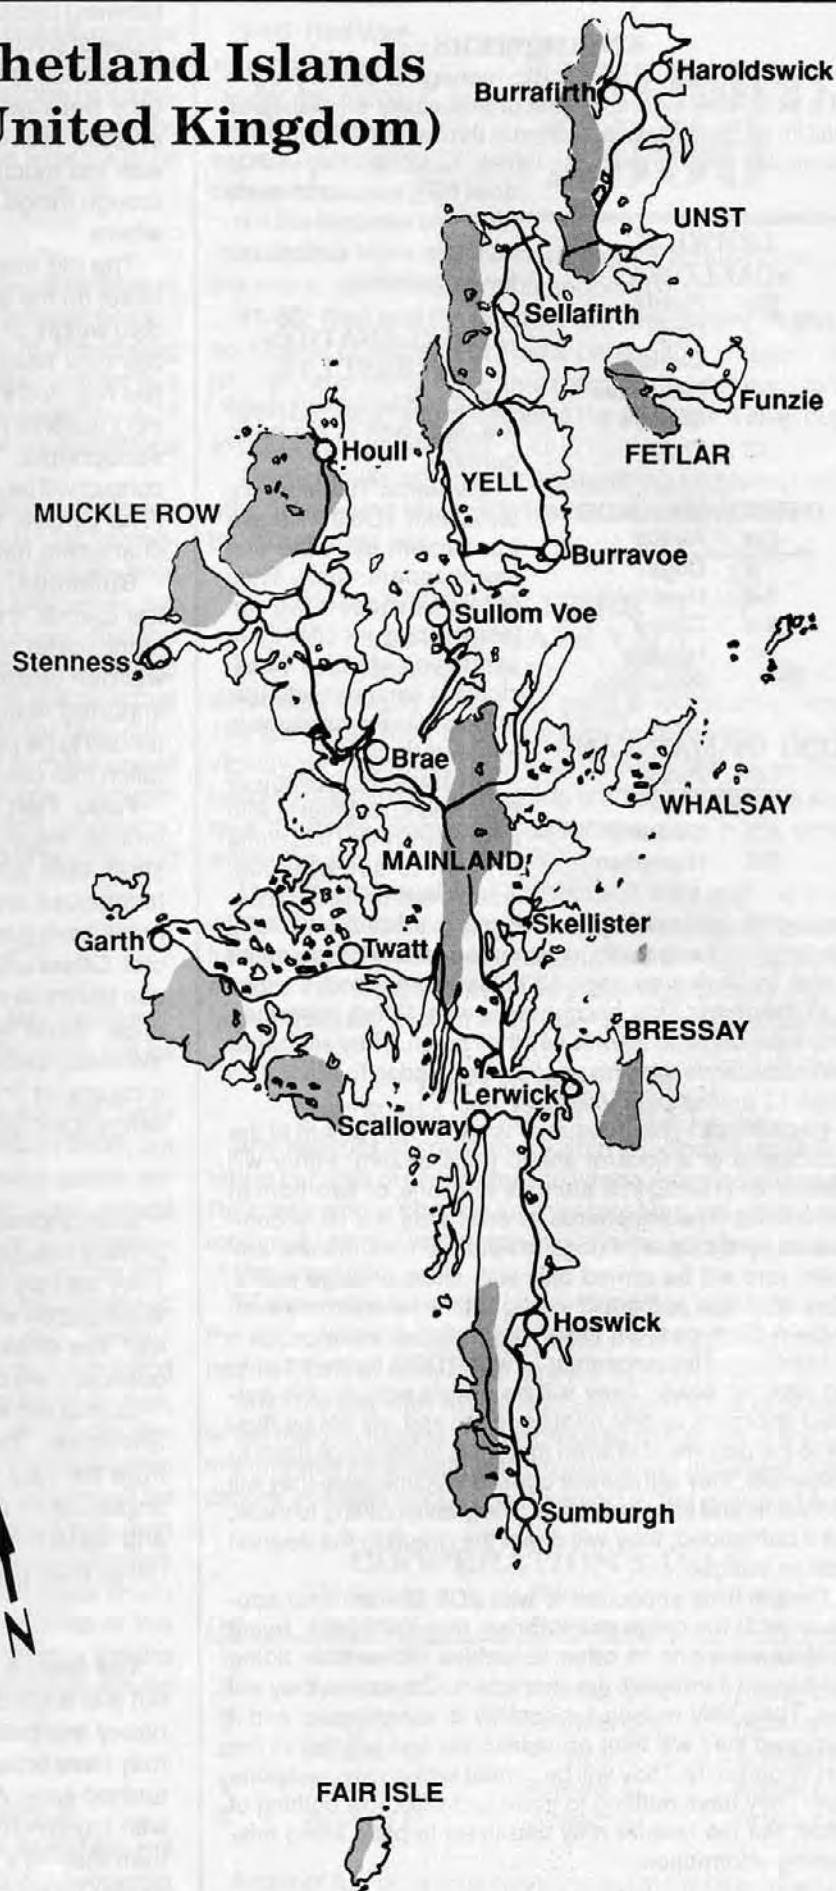 hetland Islands
United Kingdom)
Haroldswick
Burrafirth
UNST
Sellafirth
Funzie
FETLAR
Houll
YELL
MUCKLE ROW
Burravoe
Sullom Voe
Stenness
Brae
WHALSAY
MAINLAND
Skellister
Garth
Twatt
BRESSAY
Lerwick
Scalloway
Hoswick
Sumburgh
N
FAIR ISLE